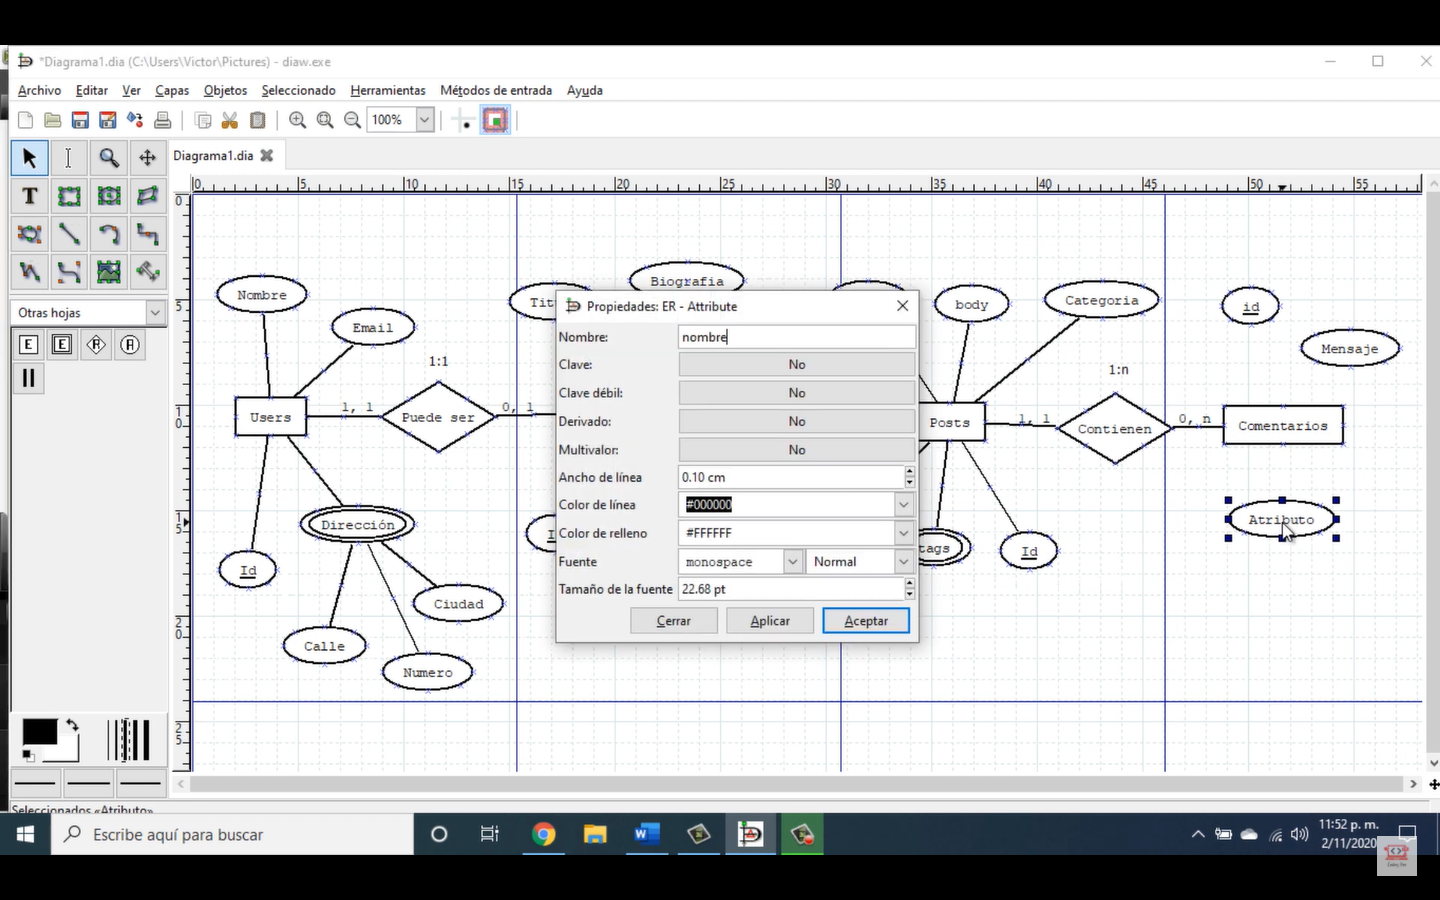 *Diagrama1.dia (C:\Users\Victor\Pictures) - diaw.exe
Archivo Editar Ver Capas Objetos Seleccionado Herramientas Métodos de entrada Ayuda
100%
Diagrama1.dia
0 5 10 15 20 25 30 35 40 45 50 55
T
Otras hojas
E E R A
0
5
10
15
20
25
Nombre
Email
1:1
Users
1, 1
Puede ser
0, 1
Dirección
Id
Ciudad
Calle
Numero
Biografia
body
Categoria
id
Mensaje
1:n
Posts
1, 1
Contienen
0, n
Comentarios
Atributo
tags
Id
Propiedades: ER - Attribute
Nombre: nombre
Clave: No
Clave débil: No
Derivado: No
Multivalor: No
Ancho de línea 0.10 cm
Color de línea #000000
Color de relleno #FFFFFF
Fuente monospace Normal
Tamaño de la fuente 22.68 pt
Cerrar Aplicar Aceptar
Seleccionados «Atributo»
Escribe aquí para buscar
11:52 p. m.
2/11/2020